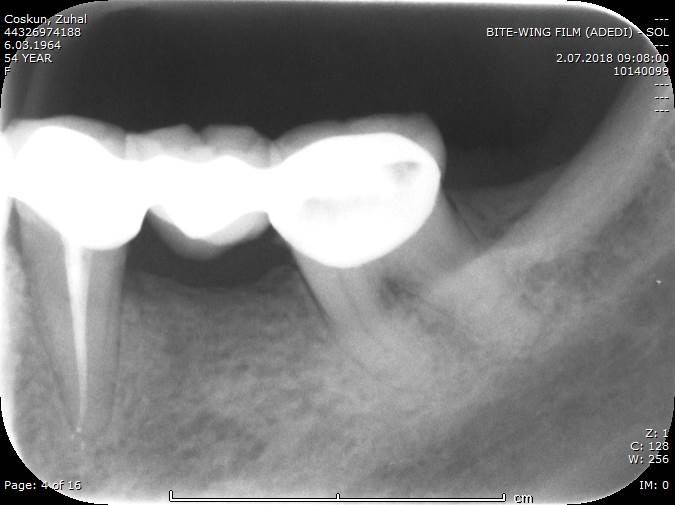 Coskun, Zuhal
44326974188
6.03.1964
54 YEAR
F
---
BITE-WING FILM (ADEDI) - SOL
---
2.07.2018 09:08:00
10140099
---
---
---
cm
Z: 1
C: 128
W: 256
Page: 4 of 16
IM: 0